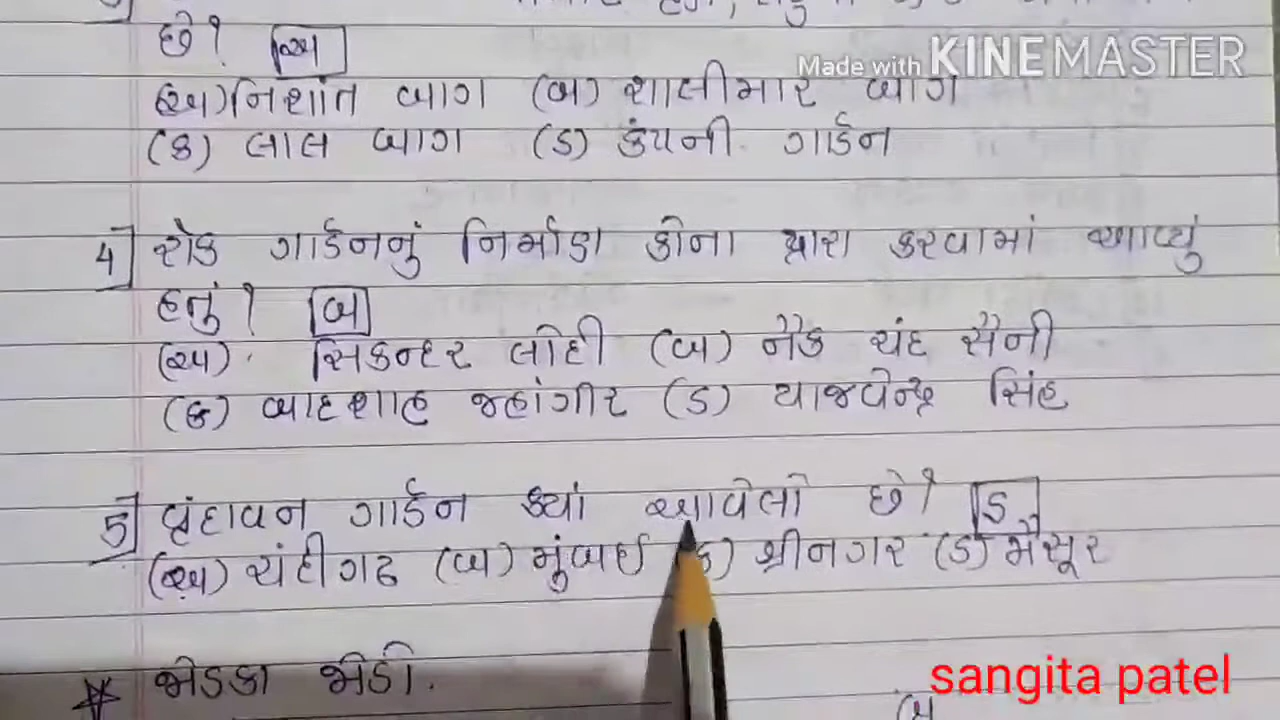 છે? અ
Made with KINEMASTER
(અ) નિશાંત બાગ (બ) શાલીમાર બાગ
(ક) લાલ બાગ (ડ) કંપની ગાર્ડન
4] રોક ગાર્ડનનું નિર્માણ કોના દ્વારા કરવામાં આવ્યું
હતું? બ
(અ) સિકન્દર લોદી (બ) નૈક ચંદ સૈની
(ક) બાદશાહ જહાંગીર (ડ) યાજવેન્દ્ર સિંહ
5] વૃંદાવન ગાર્ડન ક્યાં આવેલો છે? ડ
(અ) ચંદીગઢ (બ) મુંબઈ (ક) શ્રીનગર (ડ) મૈસૂર
* જોડકા જોડી.
sangita patel
બ